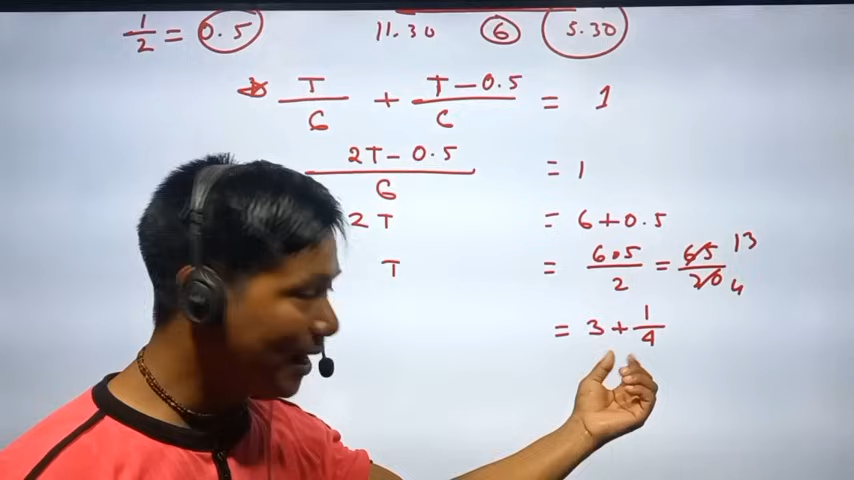 1/2 = 0.5 11.30 6 5.30
T/6 + T-0.5/6 = 1
2T-0.5/6 = 1
2T = 6+0.5
T = 6.5/2 = 65/20 13/4
= 3+1/4